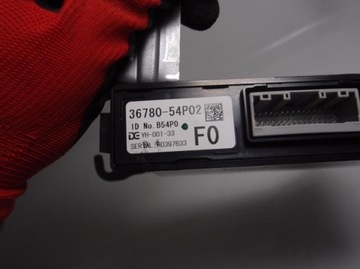 36780-54P02
ID No. B54P0
YH-001-33
F0
SERIAL:R0397633